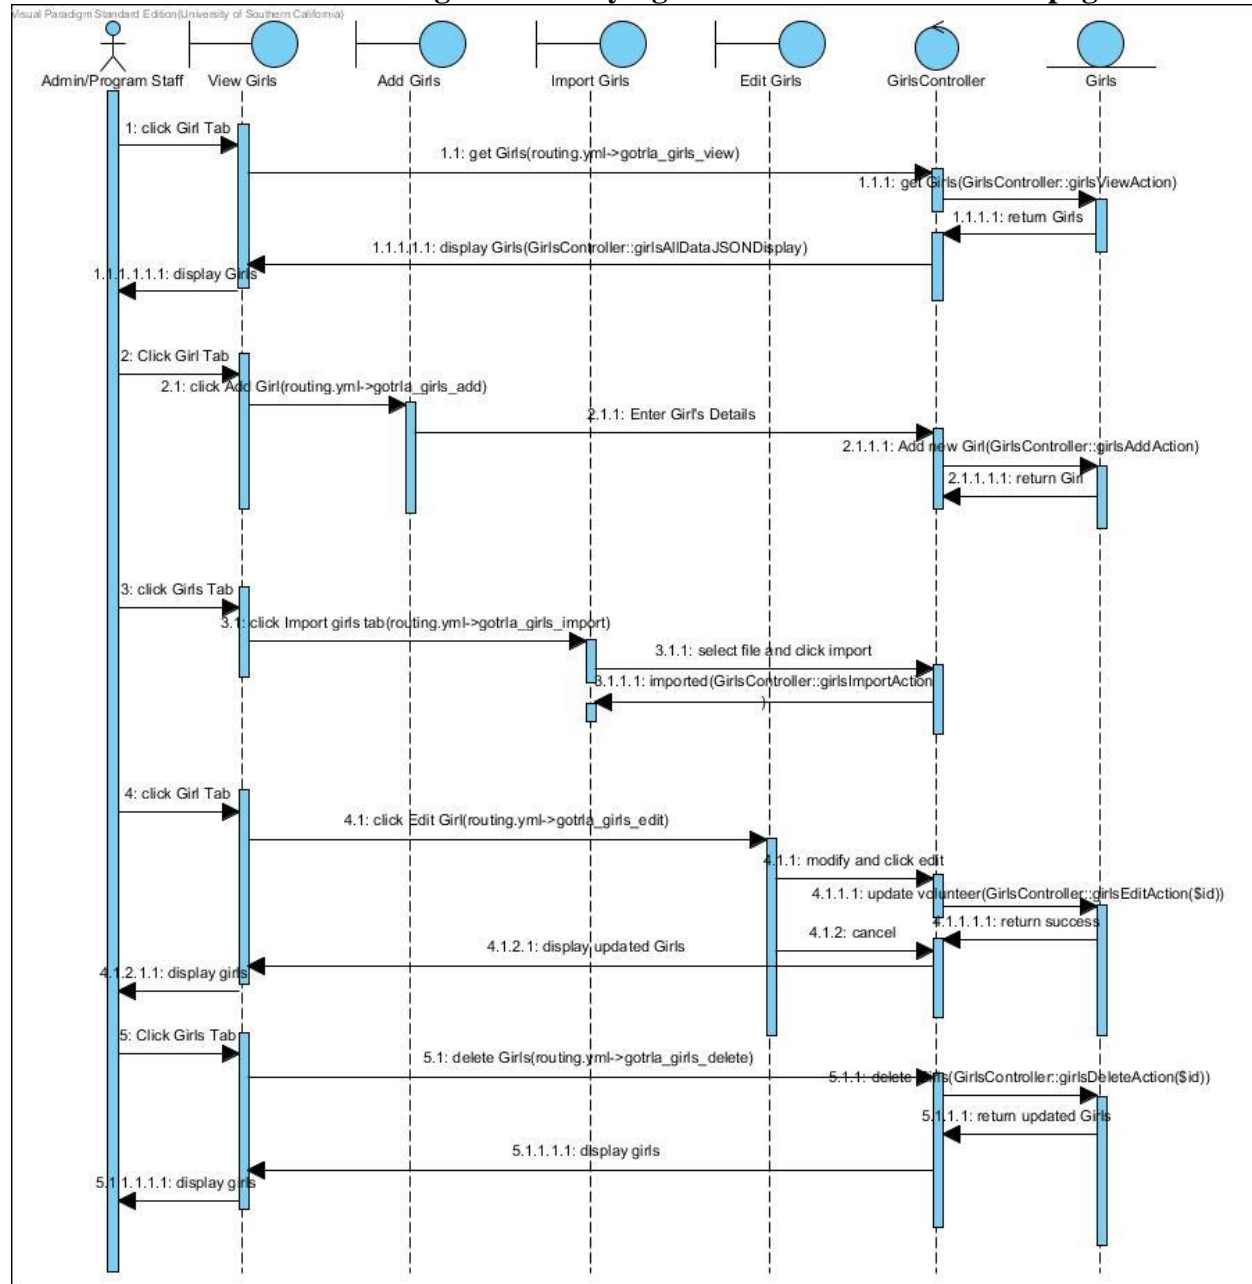 Visual Paradigm Standard Edition(University of Southern California)
Admin/Program Staff
View Girls
Add Girls
Import Girls
Edit Girls
GirlsController
Girls
1: click Girl Tab
1.1: get Girls(routing.yml->gotrla_girls_view)
1.1.1: get Girls(GirlsController::girlsViewAction)
1.1.1.1: return Girls
1.1.1.1.1: display Girls(GirlsController::girlsAllDataJSONDisplay)
1.1.1.1.1.1: display Girls
2: Click Girl Tab
2.1: click Add Girl(routing.yml->gotrla_girls_add)
2.1.1: Enter Girl's Details
2.1.1.1: Add new Girl(GirlsController::girlsAddAction)
2.1.1.1.1: return Girl
3: click Girls Tab
3.1: click Import girls tab(routing.yml->gotrla_girls_import)
3.1.1: select file and click import
3.1.1.1: imported(GirlsController::girlsImportAction
)
4: click Girl Tab
4.1: click Edit Girl(routing.yml->gotrla_girls_edit)
4.1.1: modify and click edit
4.1.1.1: update volunteer(GirlsController::girlsEditAction($id))
4.1.1.1.1: return success
4.1.2: cancel
4.1.2.1: display updated Girls
4.1.2.1.1: display girls
5: Click Girls Tab
5.1: delete Girls(routing.yml->gotrla_girls_delete)
5.1.1: delete Girls(GirlsController::girlsDeleteAction($id))
5.1.1.1: return updated Girls
5.1.1.1.1: display girls
5.1.1.1.1.1: display girls